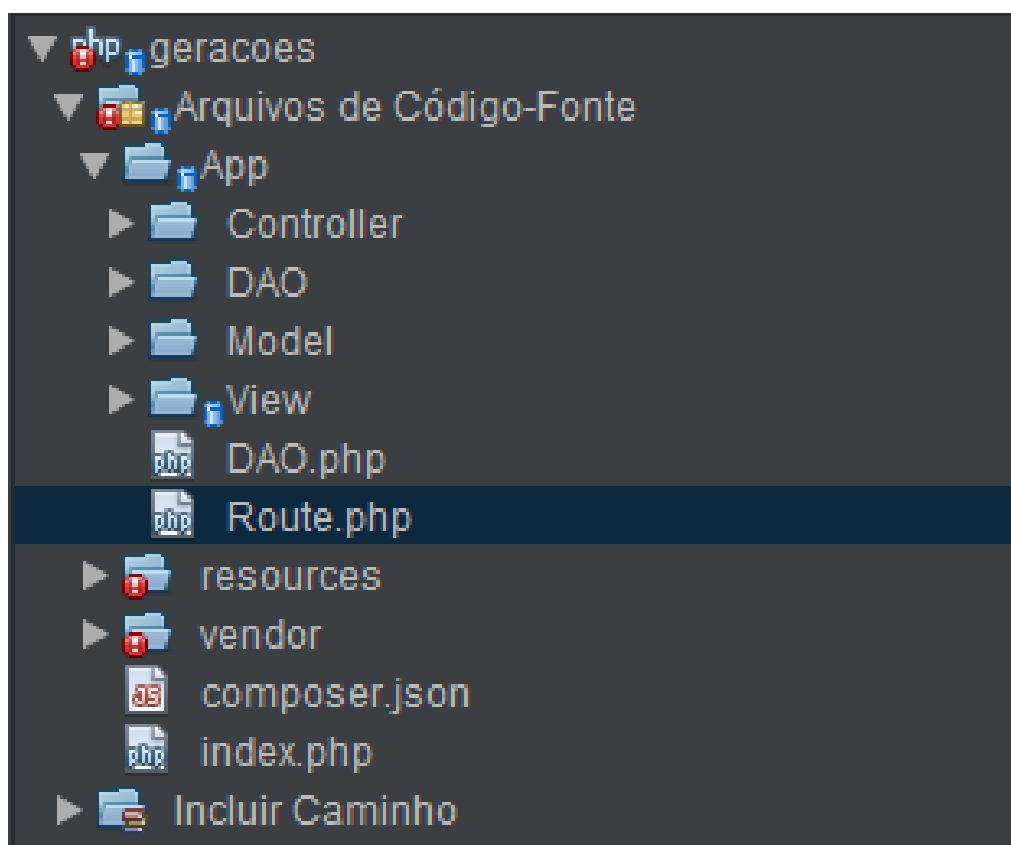 geracoes
Arquivos de Código-Fonte
App
Controller
DAO
Model
View
DAO.php
Route.php
resources
vendor
composer.json
index.php
Incluir Caminho